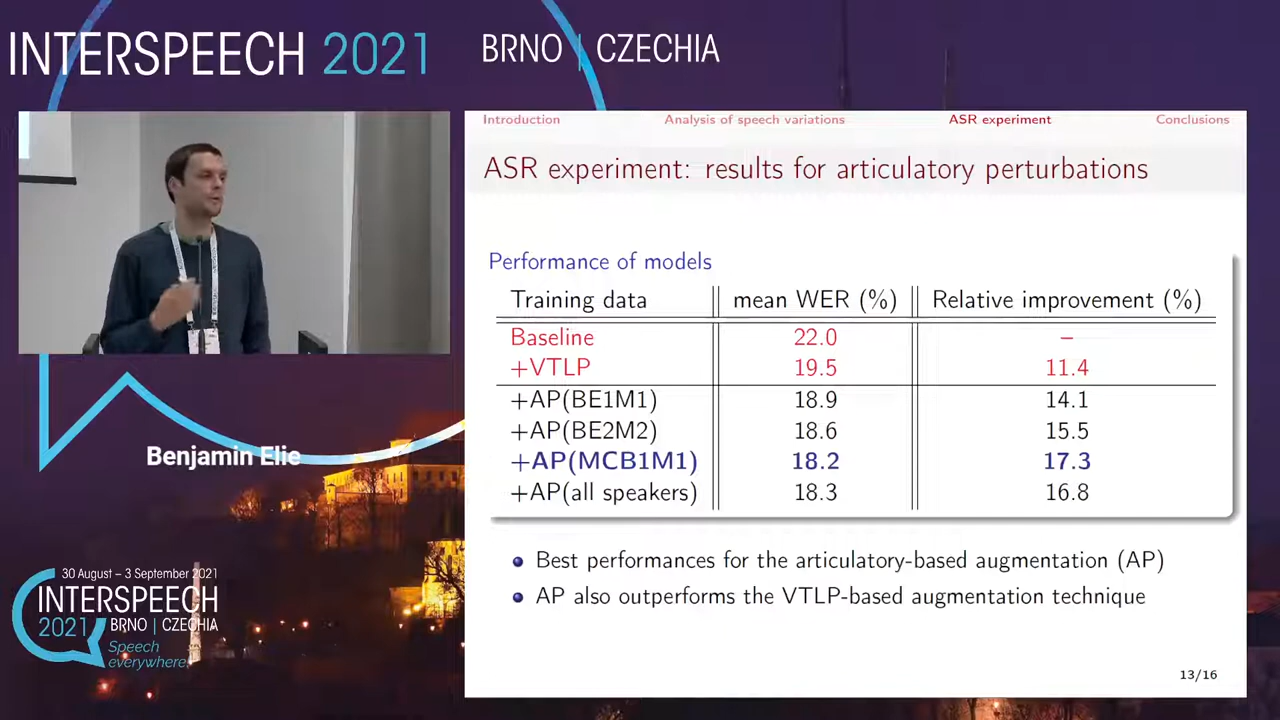 INTERSPEECH 2021
BRNO | CZECHIA
Introduction Analysis of speech variations ASR experiment Conclusions
ASR experiment: results for articulatory perturbations
Performance of models
Training data mean WER (%) Relative improvement (%)
Baseline 22.0 –
+VTLP 19.5 11.4
+AP(BE1M1) 18.9 14.1
+AP(BE2M2) 18.6 15.5
+AP(MCB1M1) 18.2 17.3
+AP(all speakers) 18.3 16.8
Best performances for the articulatory-based augmentation (AP)
AP also outperforms the VTLP-based augmentation technique
13/16
Benjamin Elie
30 August – 3 September 2021
INTERSPEECH
2021 BRNO | CZECHIA
Speech
everywhere!